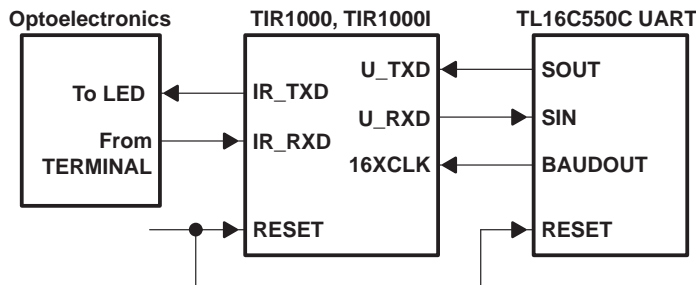 Optoelectronics
TIR1000, TIR1000I
TL16C550C UART
To LED
From
TERMINAL
IR_TXD
IR_RXD
RESET
U_TXD
U_RXD
16XCLK
SOUT
SIN
BAUDOUT
RESET